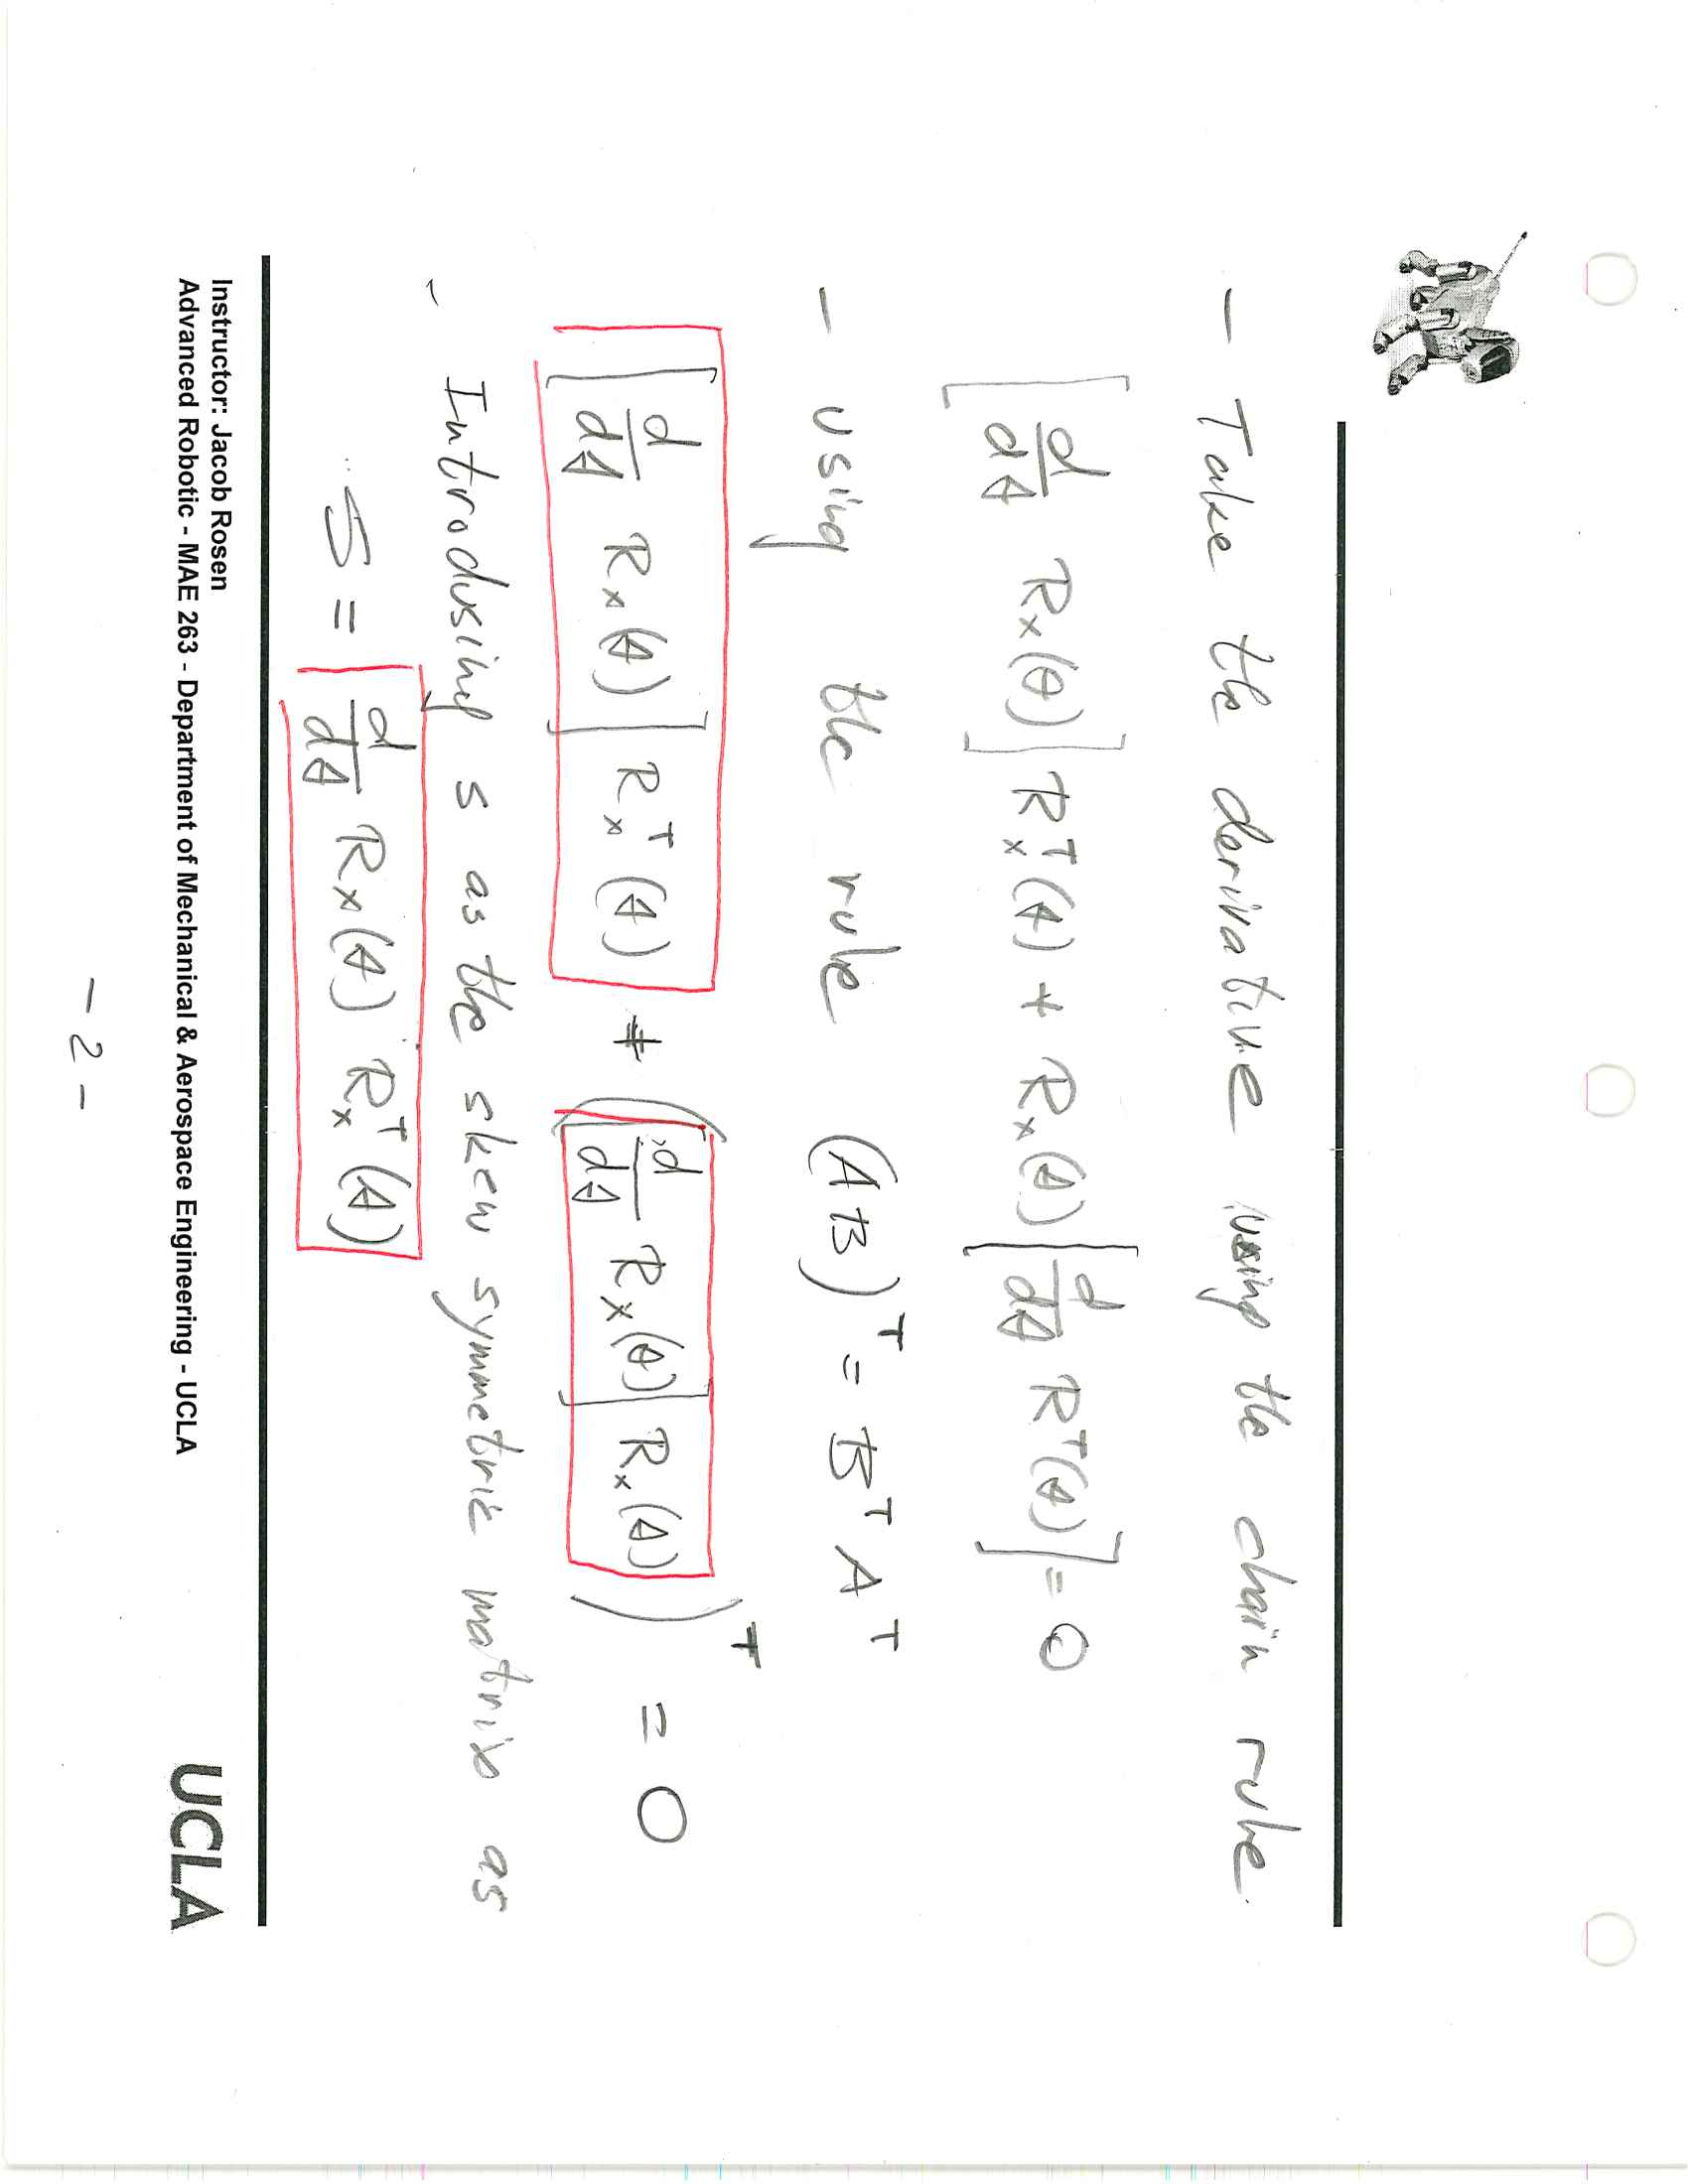 - Take the derivative using the chain rule.
[d/dθ Rx(θ)] Rx^T(θ) + Rx(θ) [d/dθ R^T(θ)] = 0
- using the rule (AB)^T = B^T A^T
[d/dθ Rx(θ)] Rx^T(θ) + ([d/dθ Rx(θ)] Rx(θ))^T = 0
- Introdusing S as the skew symmetric matrix as
S = d/dθ Rx(θ) Rx^T(θ)
Instructor: Jacob Rosen
Advanced Robotic - MAE 263 - Department of Mechanical & Aerospace Engineering - UCLA
UCLA
- 2 -